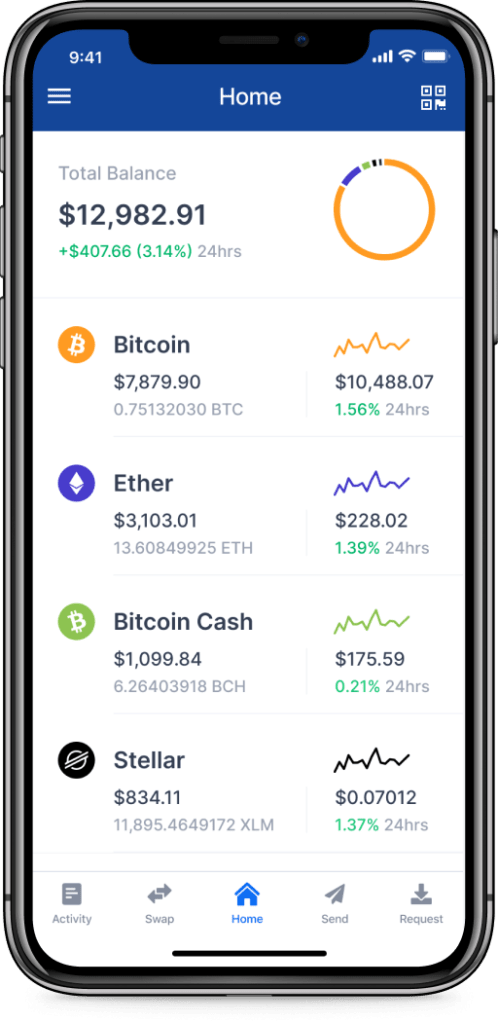 9:41
Home
Total Balance
$12,982.91
+$407.66 (3.14%) 24hrs
Bitcoin
$7,879.90
$10,488.07
0.75132030 BTC
1.56% 24hrs
Ether
$3,103.01
$228.02
13.60849925 ETH
1.39% 24hrs
Bitcoin Cash
$1,099.84
$175.59
6.26403918 BCH
0.21% 24hrs
Stellar
$834.11
$0.07012
11,895.4649172 XLM
1.37% 24hrs
Activity
Swap
Home
Send
Request